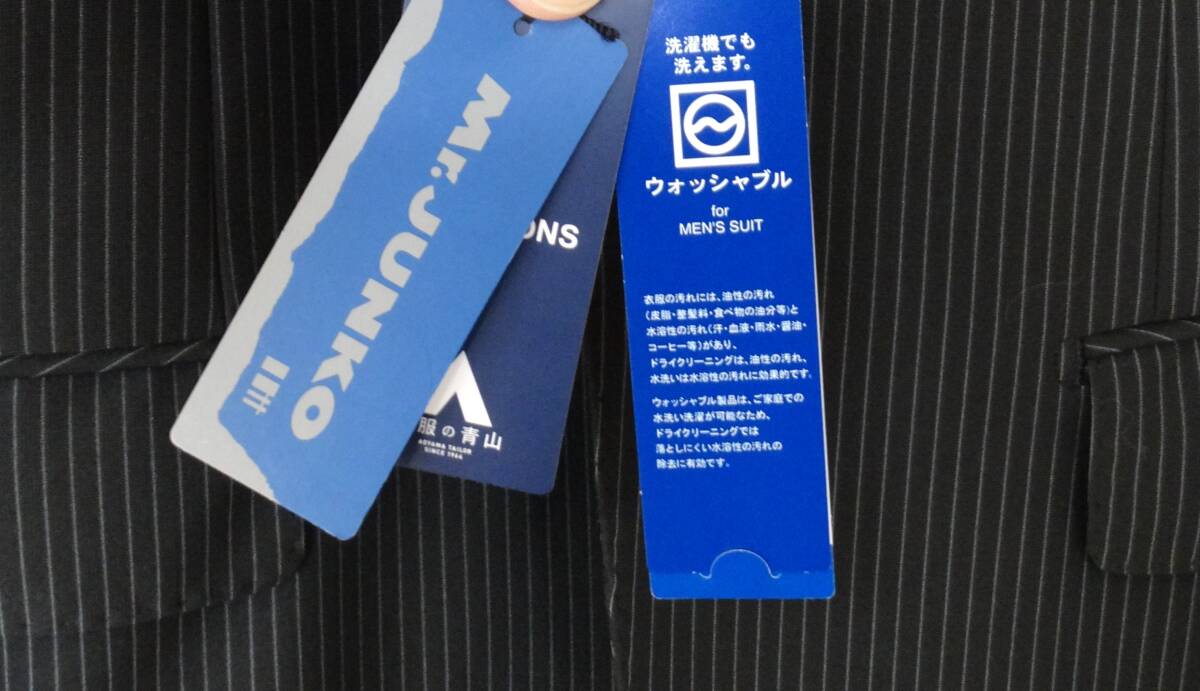 Mr.JUNKO
ONS
服の青山
AOYAMA TAILOR
SINCE 1964
洗濯機でも
洗えます。
ウォッシャブル
for
MEN'S SUIT
衣服の汚れには、油性の汚れ
(皮脂・整髪料・食べ物の油分等)と
水溶性の汚れ(汗・血液・雨水・醤油・
コーヒー等)があり、
ドライクリーニングは、油性の汚れ、
水洗いは水溶性の汚れに効果的です。
ウォッシャブル製品は、ご家庭での
水洗い洗濯が可能なため、
ドライクリーニングでは
落としにくい水溶性の汚れの
除去に有効です。